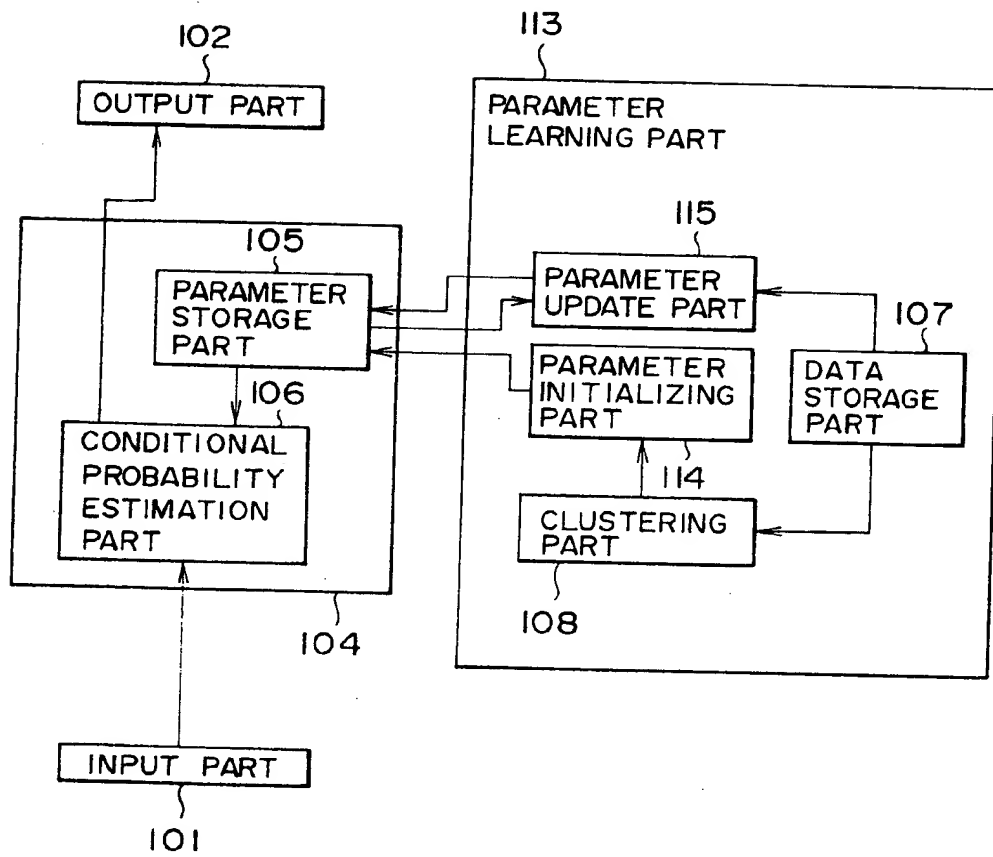 102
OUTPUT PART
113
PARAMETER
LEARNING PART
105
PARAMETER
STORAGE
PART
115
PARAMETER
UPDATE PART
107
DATA
STORAGE
PART
PARAMETER
INITIALIZING
PART
114
106
CONDITIONAL
PROBABILITY
ESTIMATION
PART
CLUSTERING
PART
108
104
INPUT PART
101